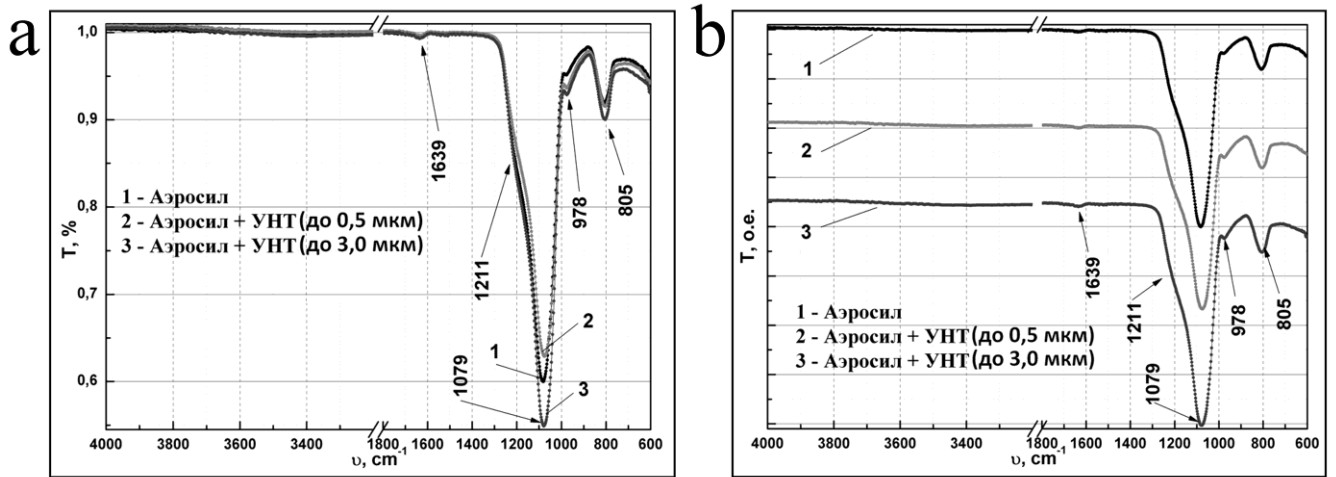 a
1,0
0,9
0,8
0,7
0,6
T, %
1 - Аэросил
2 - Аэросил + УНТ (до 0,5 мкм)
3 - Аэросил + УНТ (до 3,0 мкм)
1639
1211
978
805
1079
1
2
3
4000 3800 3600 3400 1800 1600 1400 1200 1000 800 600
υ, cm⁻¹
b
T, o.e.
1
2
3
1639
1211
978
805
1079
1 - Аэросил
2 - Аэросил + УНТ (до 0,5 мкм)
3 - Аэросил + УНТ (до 3,0 мкм)
4000 3800 3600 3400 1800 1600 1400 1200 1000 800 600
υ, cm⁻¹